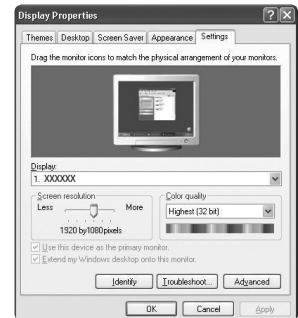 Display Properties
Themes Desktop Screen Saver Appearance Settings
Drag the monitor icons to match the physical arrangement of your monitors.
Display:
1. XXXXXX
Screen resolution
Less More
1920 by1080pixels
Color quality
Highest (32 bit)
Use this device as the primary monitor.
Extend my Windows desktop onto this monitor.
Identify Troubleshoot... Advanced
OK Cancel Apply